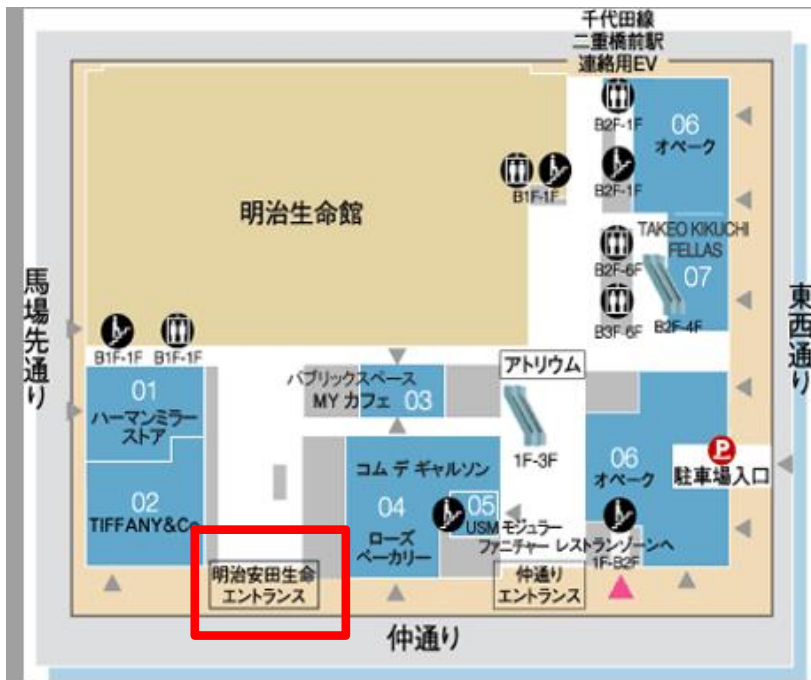 千代田線
二重橋前駅
連絡用EV
B2F-1F
06
オペーク
B2F-1F
B1F-1F
明治生命館
TAKEO KIKUCHI
FELLAS
B2F-6F
07
B3F-6F
B2F-4F
馬場先通り
東西通り
B1F-1F
B1F-1F
01
ハーマンミラー
ストア
パブリックスペース
MY カフェ
03
アトリウム
1F-3F
02
TIFFANY&Co
コム デ ギャルソン
04
ローズ
ベーカリー
05
USM モジュラー
ファニチャー
06
オペーク
P
駐車場入口
レストランゾーンへ
1F-B2F
明治安田生命
エントランス
仲通り
エントランス
仲通り